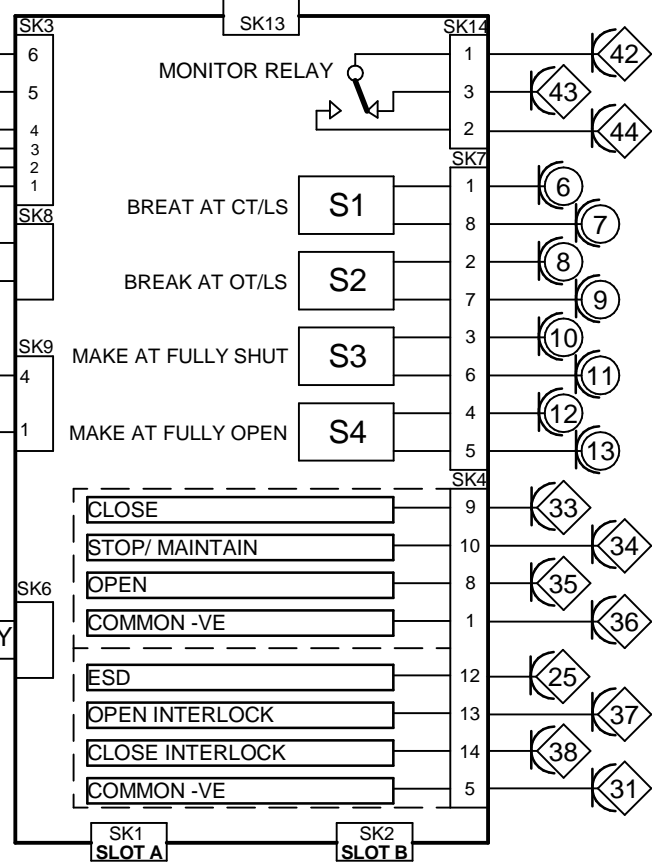 SK3
SK13
SK14
6
1
42
MONITOR RELAY
5
3
43
4
2
44
3
2
1
SK7
1
6
BREAT AT CT/LS
S1
SK8
8
7
2
8
BREAK AT OT/LS
S2
7
9
SK9
3
10
MAKE AT FULLY SHUT
S3
4
6
11
4
12
1
MAKE AT FULLY OPEN
S4
5
13
SK4
CLOSE
9
33
STOP/ MAINTAIN
10
34
SK6
OPEN
8
35
COMMON -VE
1
36
Y
ESD
12
25
OPEN INTERLOCK
13
37
CLOSE INTERLOCK
14
38
COMMON -VE
5
31
SK1
SLOT A
SK2
SLOT B